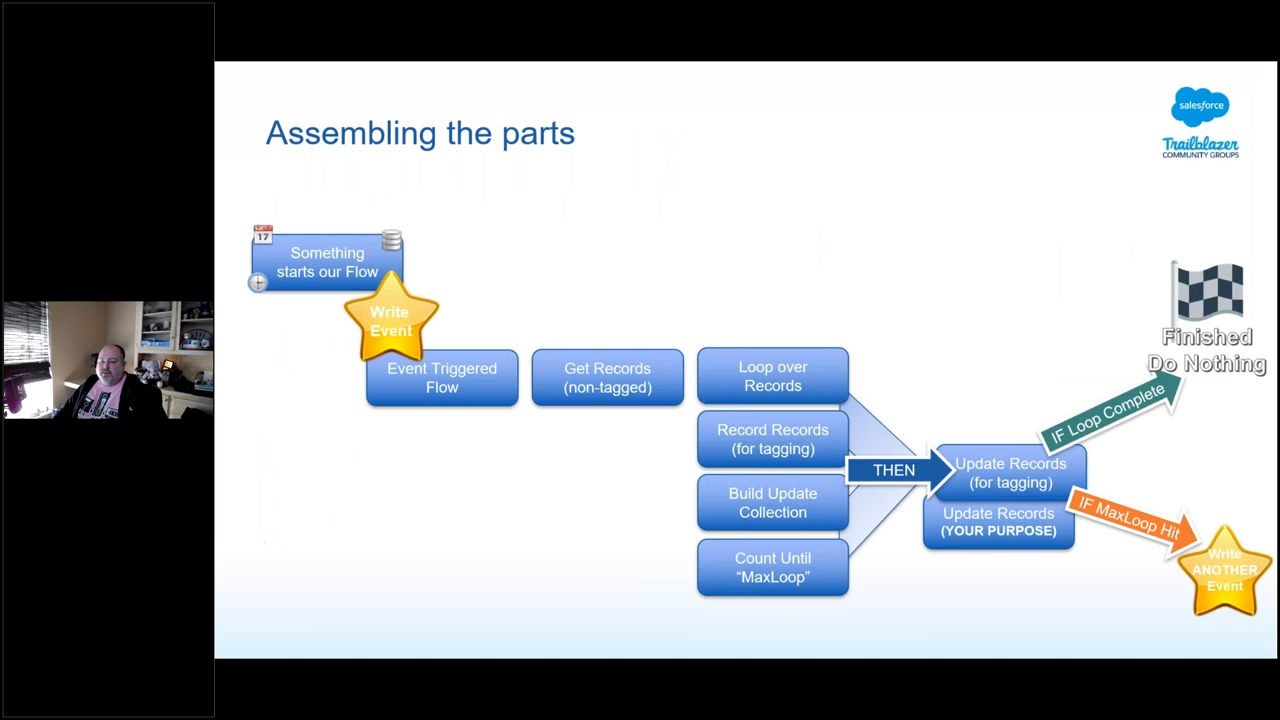 Assembling the parts
salesforce
Trailblazer
COMMUNITY GROUPS
17
Something
starts our Flow
Write
Event
Event Triggered
Flow
Get Records
(non-tagged)
Loop over
Records
Record Records
(for tagging)
Build Update
Collection
Count Until
“MaxLoop”
THEN
Update Records
(for tagging)
Update Records
(YOUR PURPOSE)
IF Loop Complete
Finished
Do Nothing
IF MaxLoop Hit
Write
ANOTHER
Event